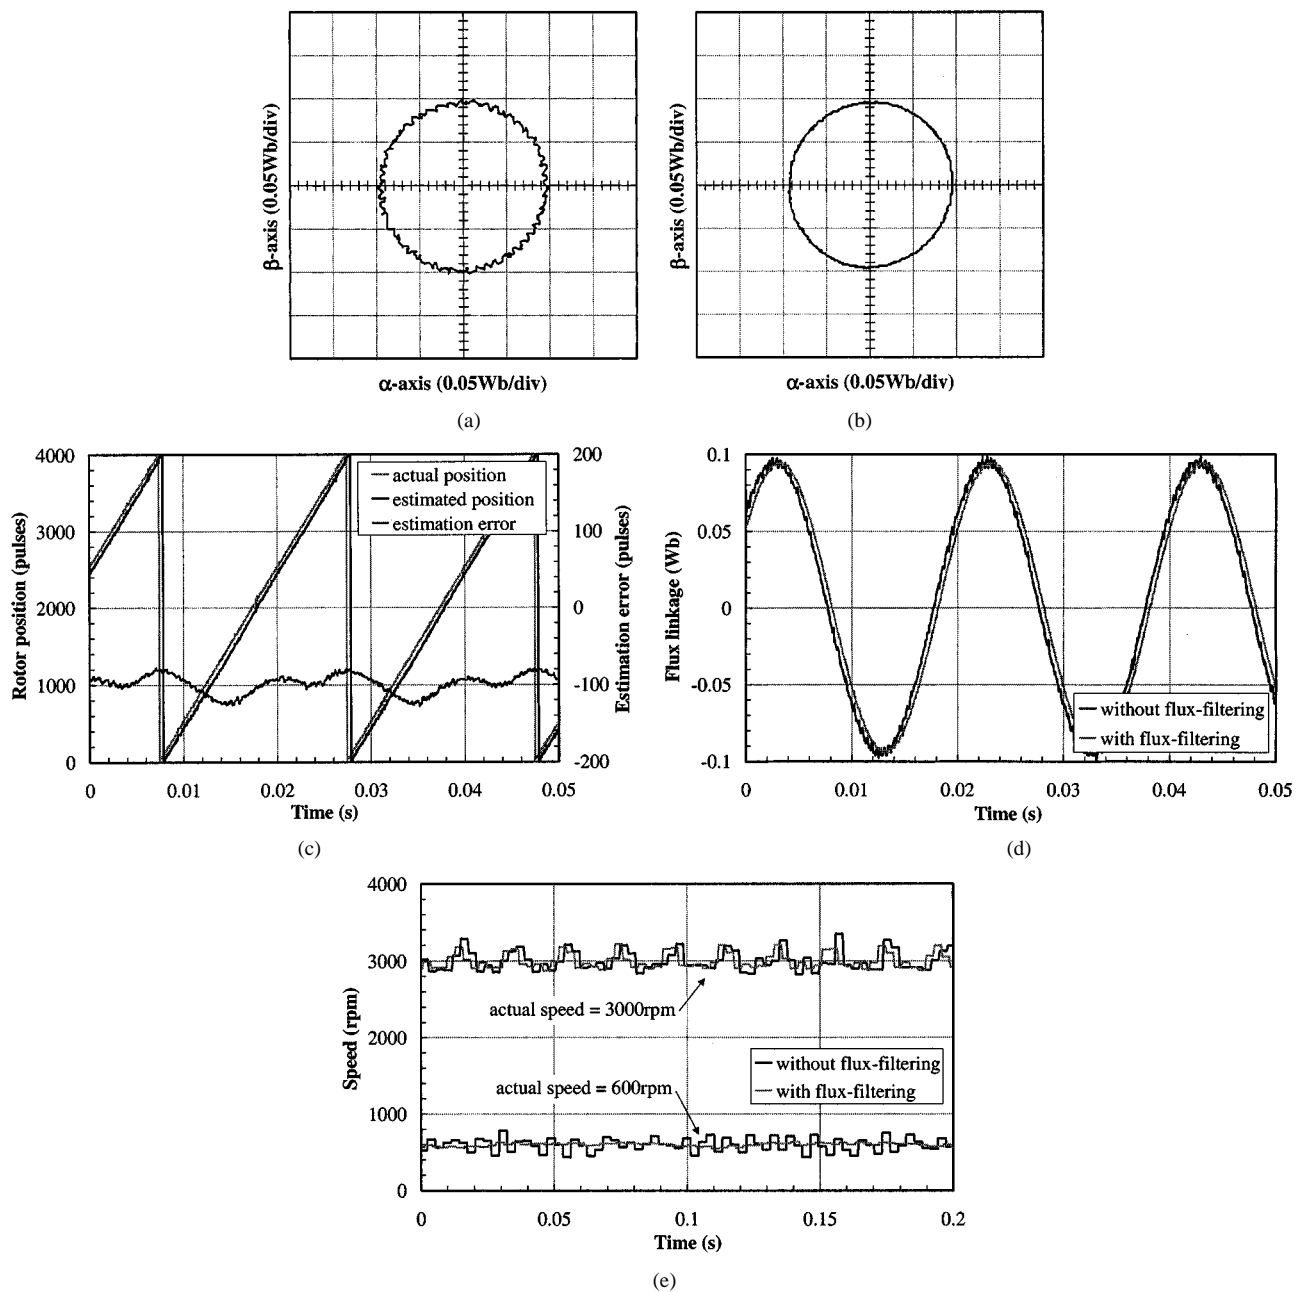 β-axis (0.05Wb/div)
α-axis (0.05Wb/div)
(a)
β-axis (0.05Wb/div)
α-axis (0.05Wb/div)
(b)
Rotor position (pulses)
4000
3000
2000
1000
0
200
100
0
-100
-200
Estimation error (pulses)
actual position
estimated position
estimation error
0
0.01
0.02
0.03
0.04
0.05
Time (s)
(c)
Flux linkage (Wb)
0.1
0.05
0
-0.05
-0.1
without flux-filtering
with flux-filtering
0
0.01
0.02
0.03
0.04
0.05
Time (s)
(d)
Speed (rpm)
4000
3000
2000
1000
0
actual speed = 3000rpm
without flux-filtering
with flux-filtering
actual speed = 600rpm
0
0.05
0.1
0.15
0.2
Time (s)
(e)